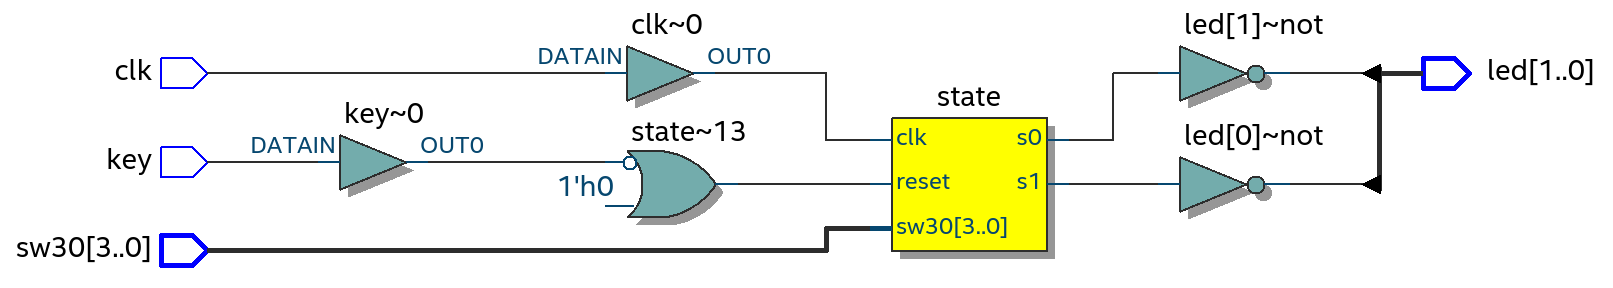 clk~0
led[1]~not
DATAIN
OUT0
clk
led[1..0]
state
key~0
state~13
led[0]~not
clk
s0
DATAIN
OUT0
key
1'h0
reset
s1
sw30[3..0]
sw30[3..0]